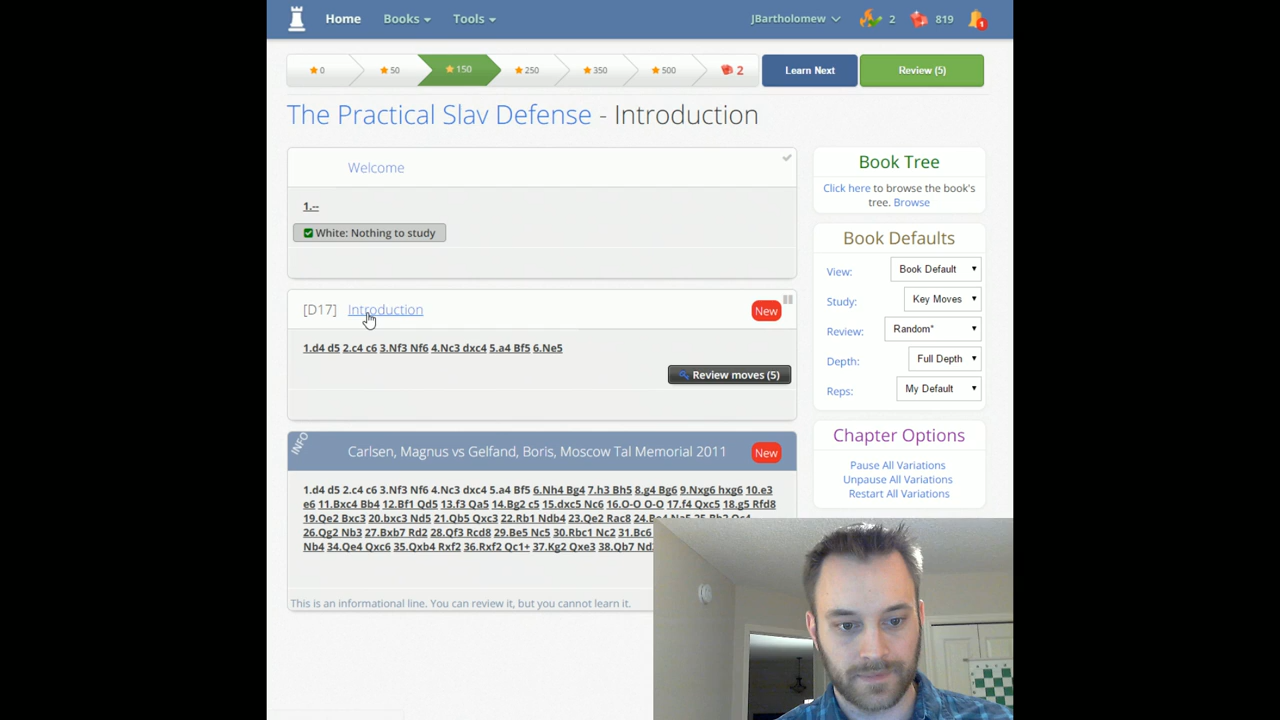 Home Books Tools JBartholomew 2 819 1
0 50 150 250 350 500 2 Learn Next Review (5)
The Practical Slav Defense - Introduction
Welcome
1.--
White: Nothing to study
[D17] Introduction New
1.d4 d5 2.c4 c6 3.Nf3 Nf6 4.Nc3 dxc4 5.a4 Bf5 6.Ne5
Review moves (5)
INFO
Carlsen, Magnus vs Gelfand, Boris, Moscow Tal Memorial 2011 New
1.d4 d5 2.c4 c6 3.Nf3 Nf6 4.Nc3 dxc4 5.a4 Bf5 6.Nh4 Bg4 7.h3 Bh5 8.g4 Bg6 9.Nxg6 hxg6 10.e3
e6 11.Bxc4 Bb4 12.Bf1 Qd5 13.f3 Qa5 14.Bg2 c5 15.dxc5 Nc6 16.O-O O-O 17.f4 Qxc5 18.g5 Rfd8
19.Qe2 Bxc3 20.bxc3 Nd5 21.Qb5 Qxc3 22.Rb1 Ndb4 23.Qe2 Rac8
26.Qg2 Nb3 27.Bxb7 Rd2 28.Qf3 Rcd8 29.Be5 Nc5 30.Rbc1 Nc2 31.Bc6
Nb4 34.Qe4 Qxc6 35.Qxb4 Rxf2 36.Rxf2 Qc1+ 37.Kg2 Qxe3 38.Qb7
This is an informational line. You can review it, but you cannot learn it.
Book Tree
Click here to browse the book's
tree. Browse
Book Defaults
View: Book Default
Study: Key Moves
Review: Random*
Depth: Full Depth
Reps: My Default
Chapter Options
Pause All Variations
Unpause All Variations
Restart All Variations